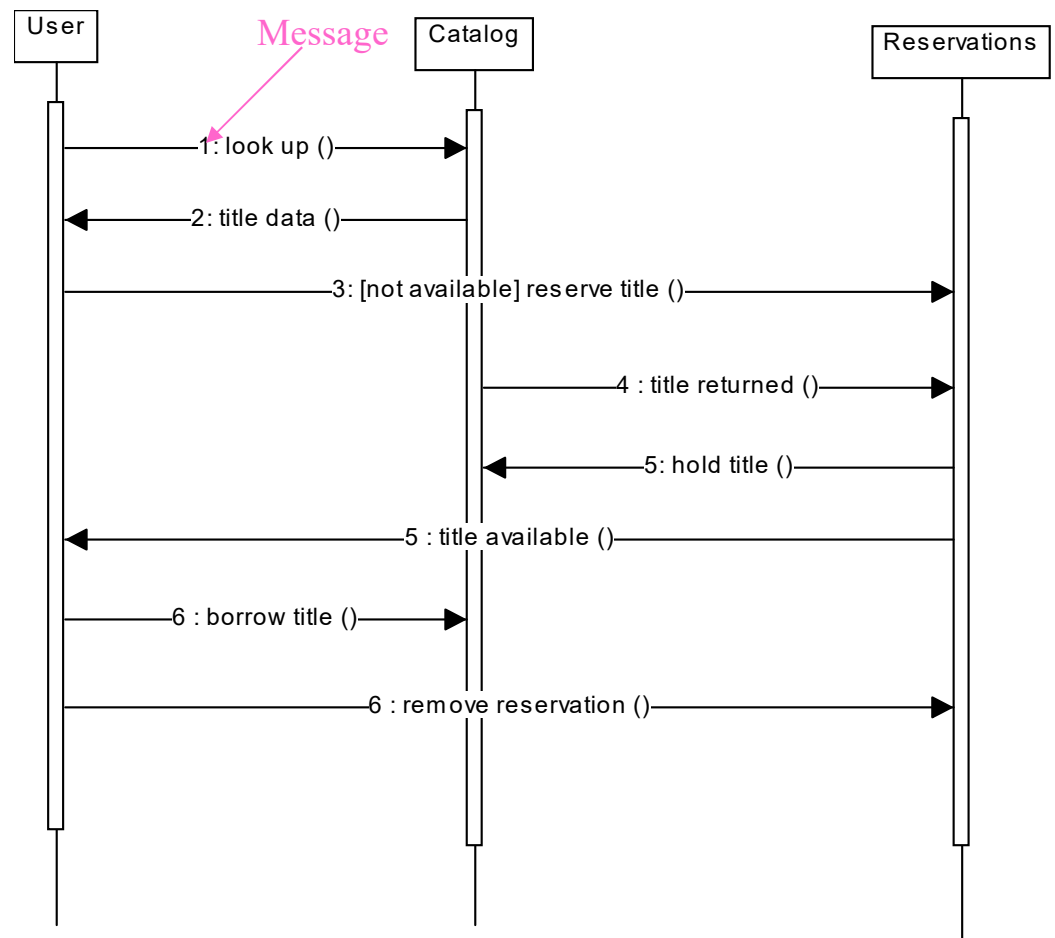 User
Message
Catalog
Reservations
1: look up ()
2: title data ()
3: [not available] reserve title ()
4 : title returned ()
5: hold title ()
5 : title available ()
6 : borrow title ()
6 : remove reservation ()